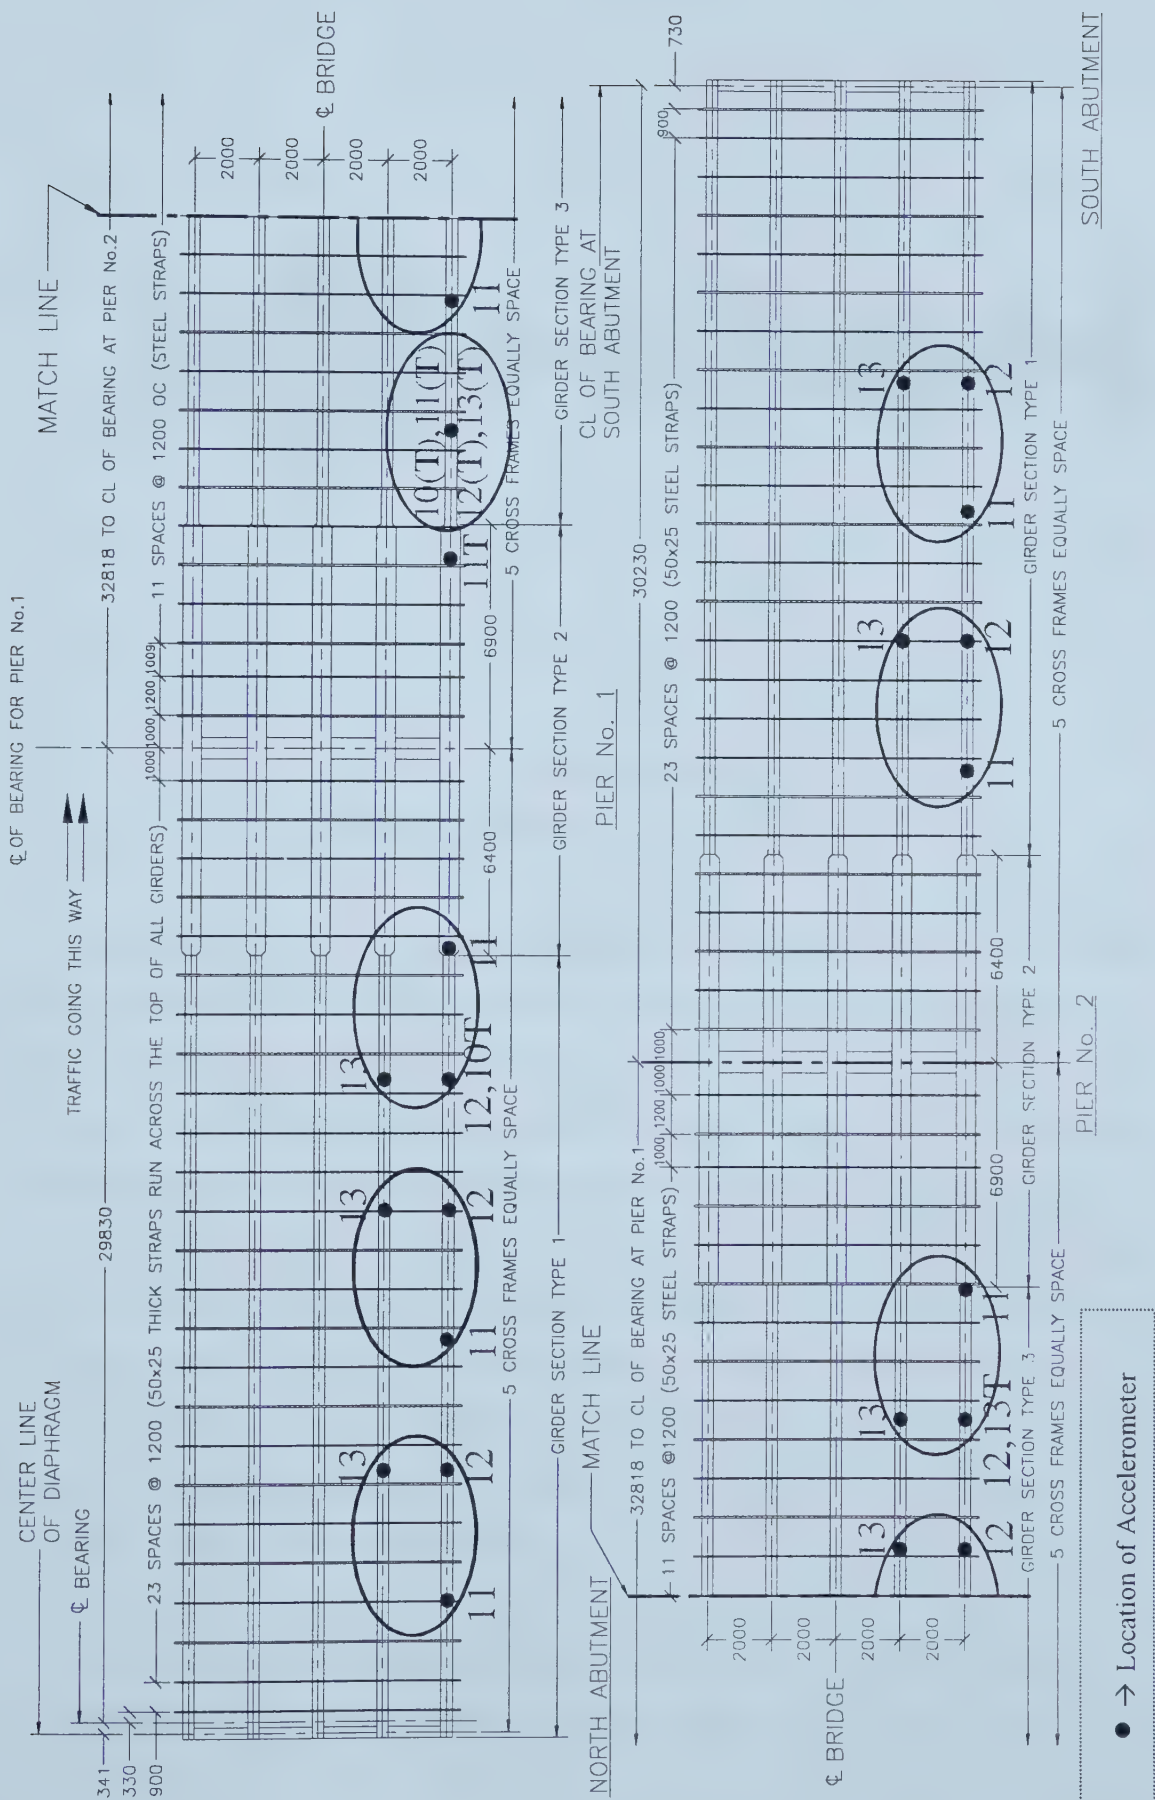 CENTER LINE
OF DIAPHRAGM
℄ BEARING
341
330
900
29830
TRAFFIC GOING THIS WAY
℄ OF BEARING FOR PIER No.1
32818 TO CL OF BEARING AT PIER No.2
MATCH LINE
23 SPACES @ 1200 (50x25 THICK STRAPS RUN ACROSS THE TOP OF ALL GIRDERS)
1000
1000
1200
1009
11 SPACES @ 1200 OC (STEEL STRAPS)
2000
2000
2000
2000
℄ BRIDGE
11
13
12
11
13
12
13
12,10T
11
11T
10(T),11(T)
12(T),13(T)
11
6400
6900
5 CROSS FRAMES EQUALLY SPACE
5 CROSS FRAMES EQUALLY SPACE
GIRDER SECTION TYPE 1
GIRDER SECTION TYPE 2
GIRDER SECTION TYPE 3
NORTH ABUTMENT
PIER No. 1
CL OF BEARING AT
SOUTH ABUTMENT
MATCH LINE
32818 TO CL OF BEARING AT PIER No.1
30230
730
11 SPACES @1200 (50x25 STEEL STRAPS)
1000
1200
1000
1000
23 SPACES @ 1200 (50x25 STEEL STRAPS)
900
2000
2000
2000
2000
℄ BRIDGE
13
12
13
12,13T
11
11
13
12
11
13
12
6900
6400
GIRDER SECTION TYPE 3
GIRDER SECTION TYPE 2
GIRDER SECTION TYPE 1
5 CROSS FRAMES EQUALLY SPACE
5 CROSS FRAMES EQUALLY SPACE
PIER No. 2
SOUTH ABUTMENT
● → Location of Accelerometer